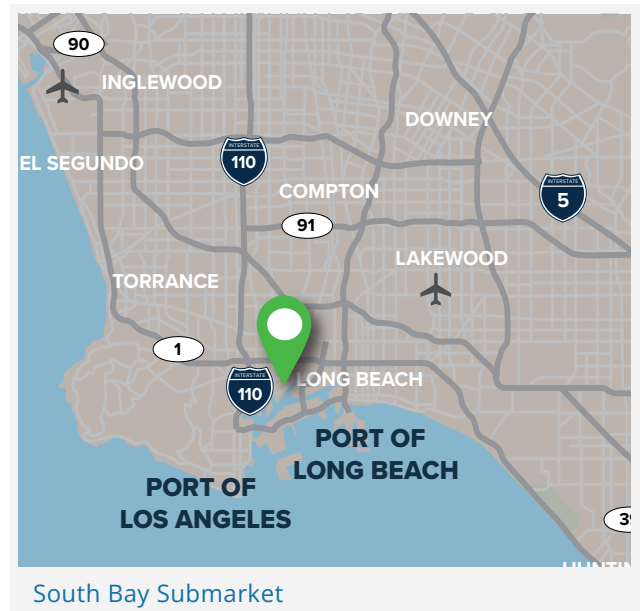 90
INGLEWOOD
DOWNEY
EL SEGUNDO
INTERSTATE
110
COMPTON
INTERSTATE
5
91
LAKEWOOD
TORRANCE
1
INTERSTATE
110
LONG BEACH
PORT OF
LONG BEACH
PORT OF
LOS ANGELES
South Bay Submarket